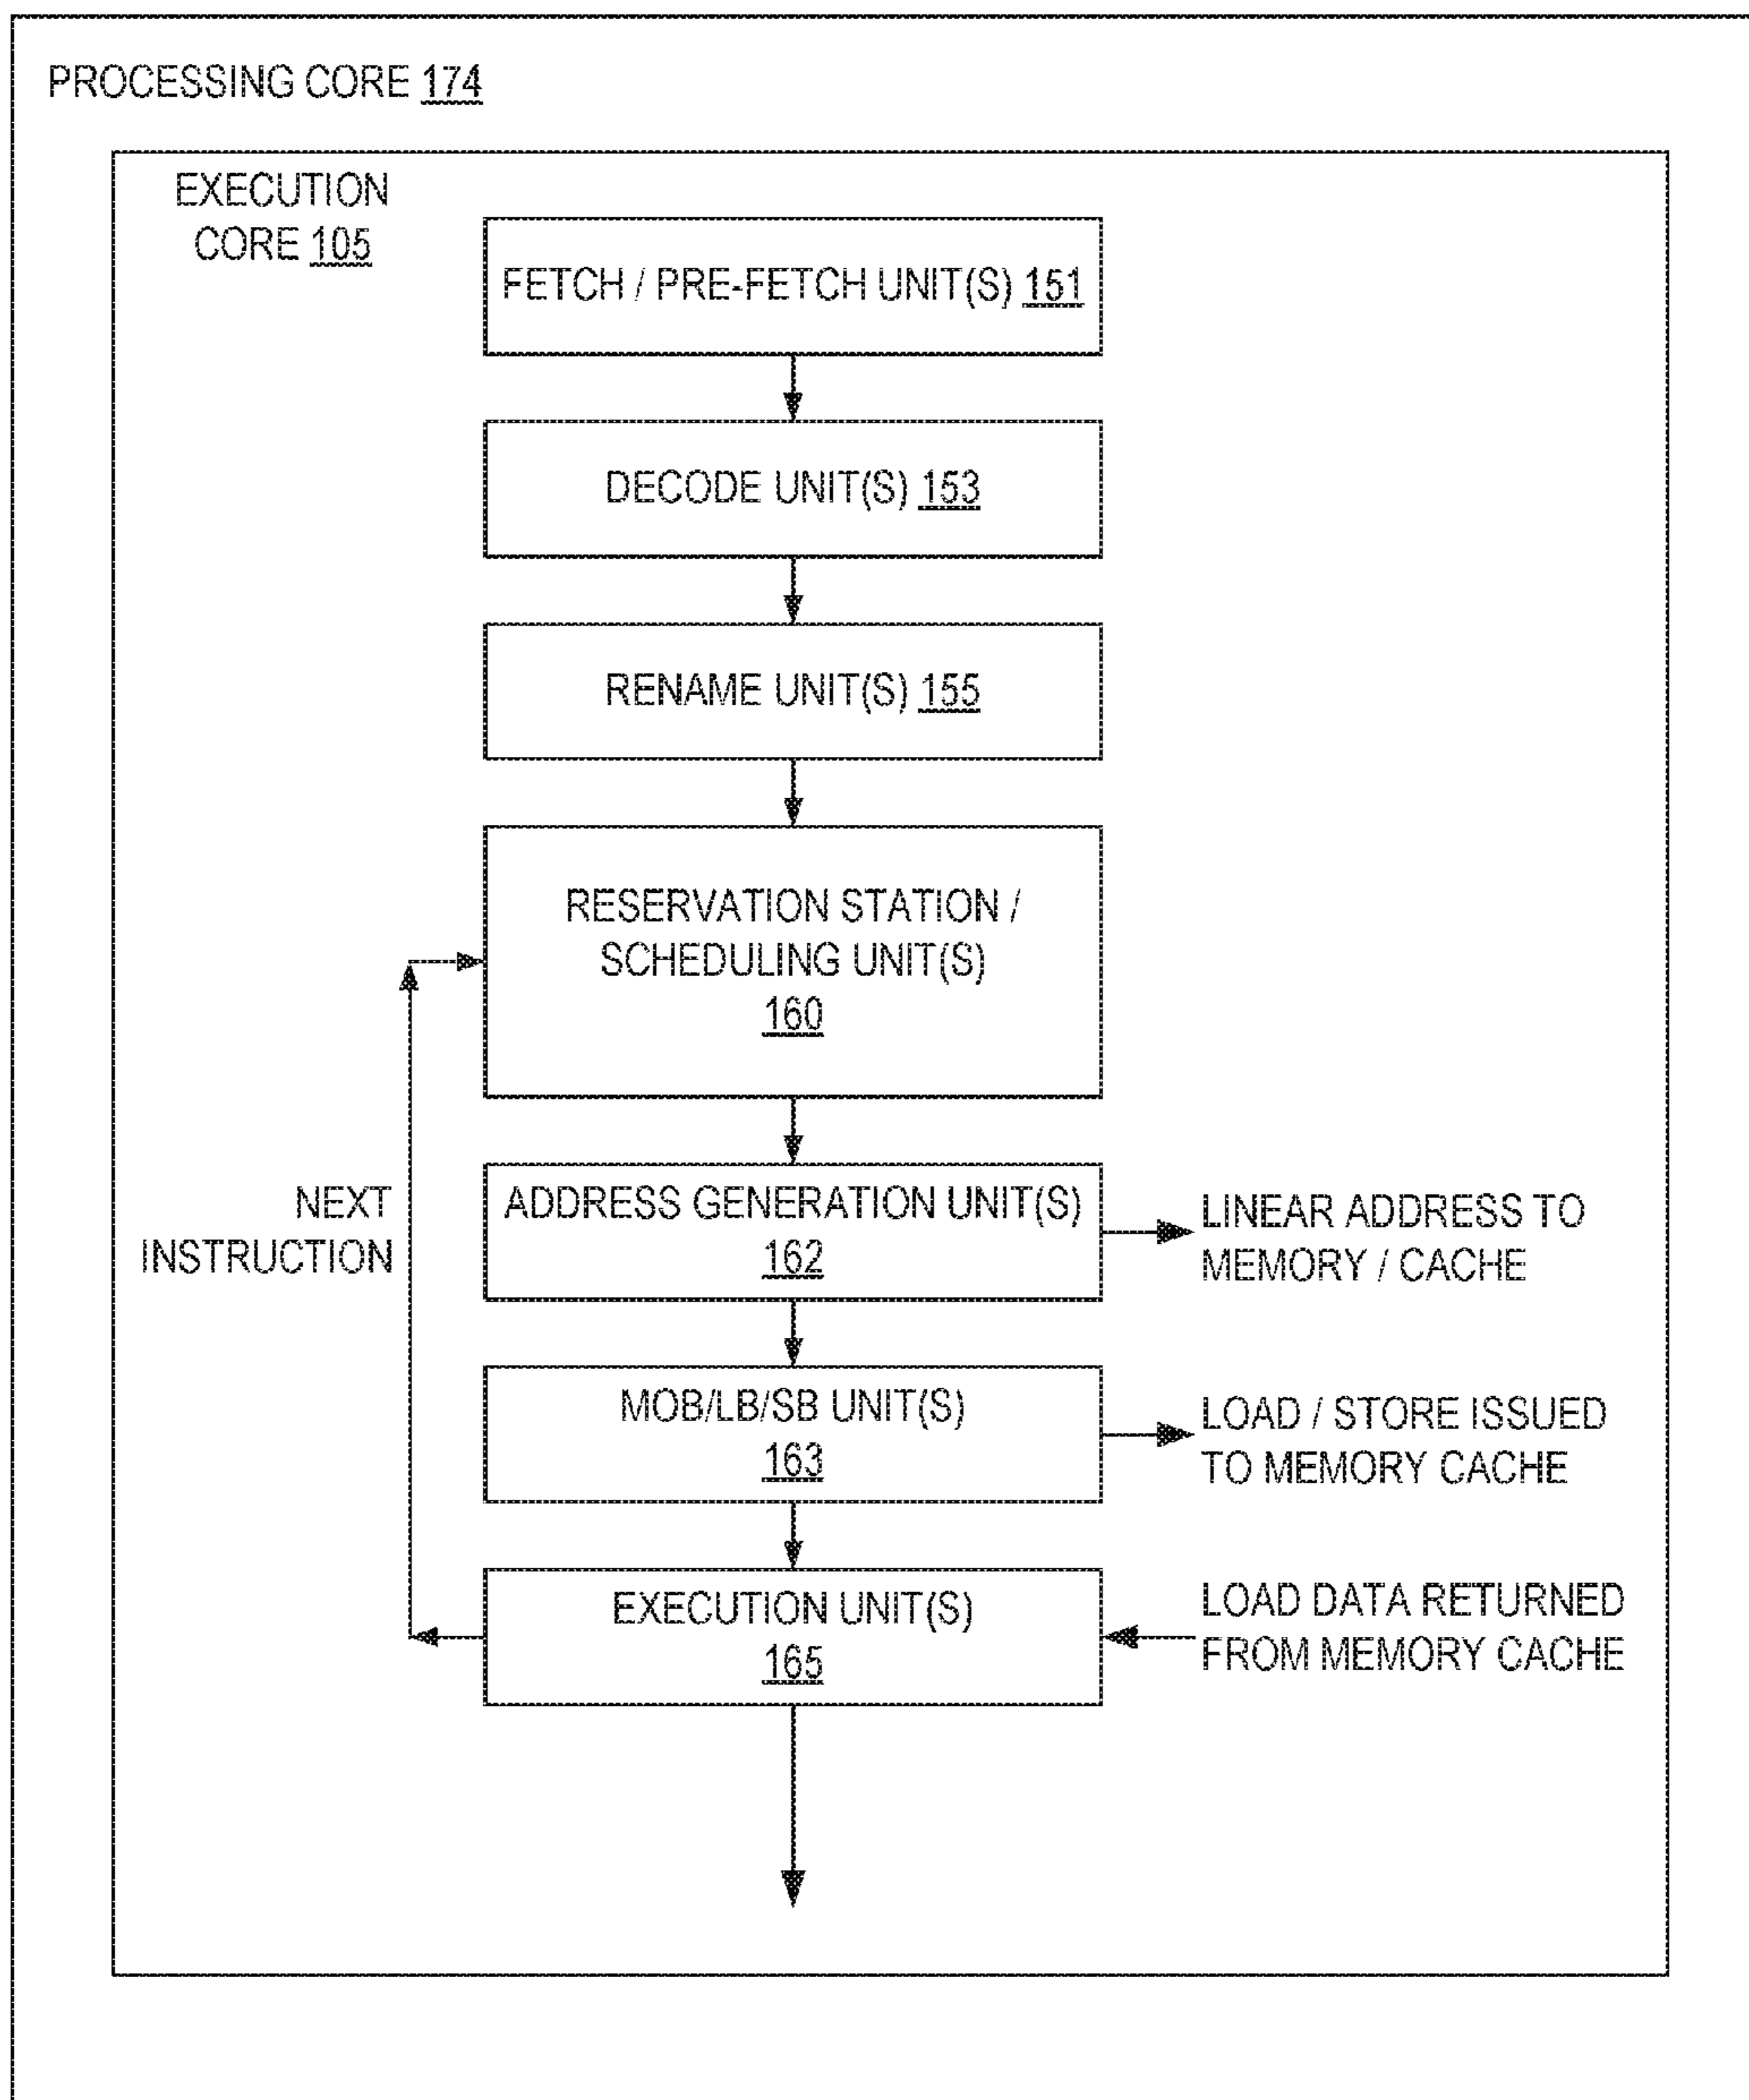 PROCESSING CORE 174
EXECUTION
CORE 105
FETCH / PRE-FETCH UNIT(S) 151
DECODE UNIT(S) 153
RENAME UNIT(S) 155
RESERVATION STATION /
SCHEDULING UNIT(S)
160
NEXT
INSTRUCTION
ADDRESS GENERATION UNIT(S)
162
LINEAR ADDRESS TO
MEMORY / CACHE
MOB/LB/SB UNIT(S)
163
LOAD / STORE ISSUED
TO MEMORY CACHE
EXECUTION UNIT(S)
165
LOAD DATA RETURNED
FROM MEMORY CACHE